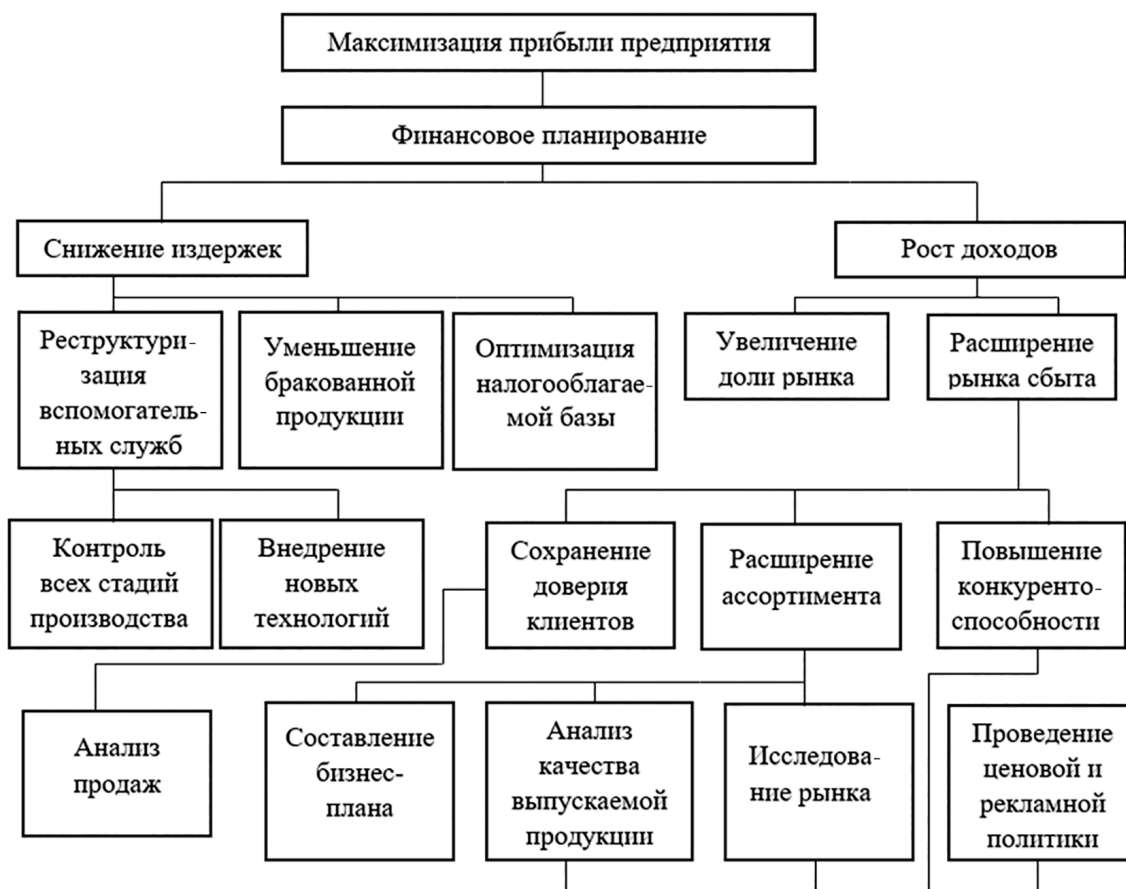 Максимизация прибыли предприятия
Финансовое планирование
Снижение издержек
Рост доходов
Реструктури-
зация
вспомогатель-
ных служб
Уменьшение
бракованной
продукции
Оптимизация
налогооблагае-
мой базы
Увеличение
доли рынка
Расширение
рынка сбыта
Контроль
всех стадий
производства
Внедрение
новых
технологий
Сохранение
доверия
клиентов
Расширение
ассортимента
Повышение
конкуренто-
способности
Анализ
продаж
Составление
бизнес-
плана
Анализ
качества
выпускаемой
продукции
Исследова-
ние рынка
Проведение
ценовой и
рекламной
политики